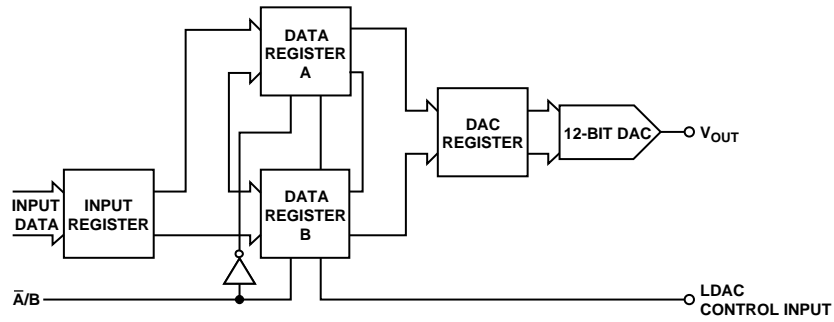 DATA
REGISTER
A
DAC
REGISTER
12-BIT DAC
VOUT
INPUT
DATA
INPUT
REGISTER
DATA
REGISTER
B
A̅/B
LDAC
CONTROL INPUT